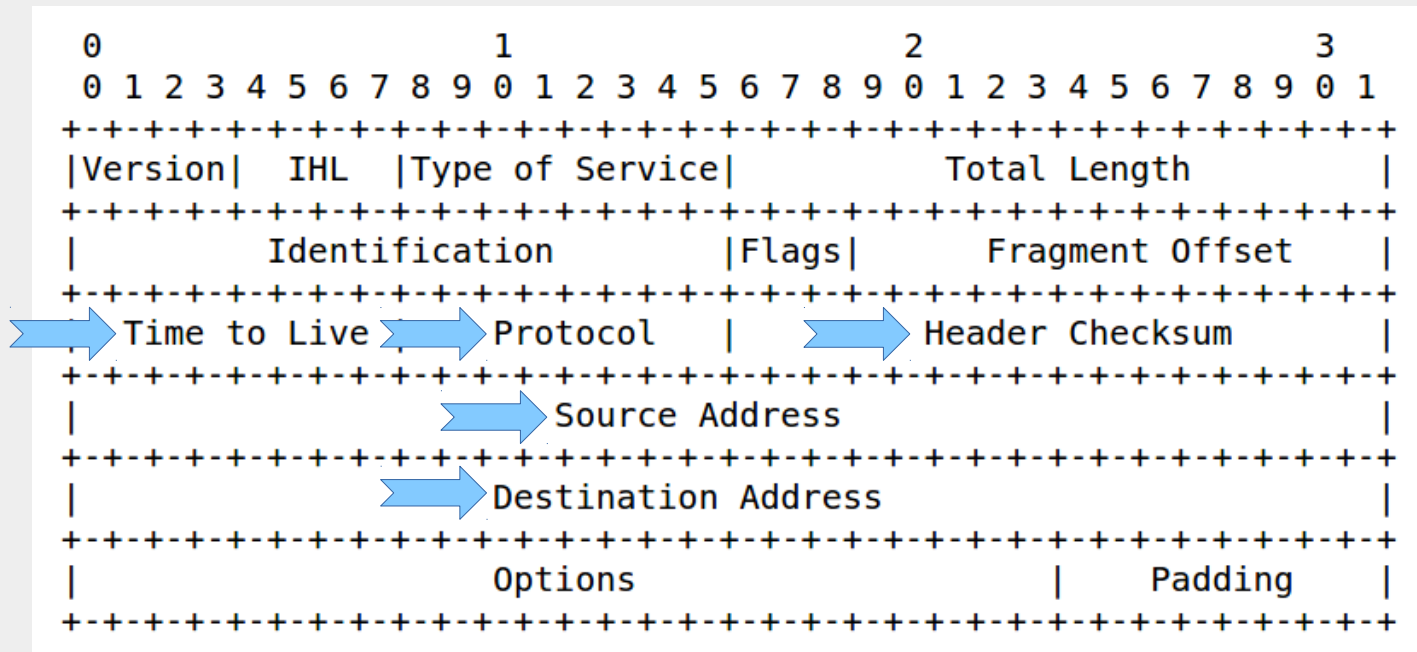 0                   1                   2                   3
 0 1 2 3 4 5 6 7 8 9 0 1 2 3 4 5 6 7 8 9 0 1 2 3 4 5 6 7 8 9 0 1
+-+-+-+-+-+-+-+-+-+-+-+-+-+-+-+-+-+-+-+-+-+-+-+-+-+-+-+-+-+-+-+-+
|Version|  IHL  |Type of Service|          Total Length         |
+-+-+-+-+-+-+-+-+-+-+-+-+-+-+-+-+-+-+-+-+-+-+-+-+-+-+-+-+-+-+-+-+
|         Identification        |Flags|      Fragment Offset    |
+-+-+-+-+-+-+-+-+-+-+-+-+-+-+-+-+-+-+-+-+-+-+-+-+-+-+-+-+-+-+-+-+
|  Time to Live |    Protocol   |         Header Checksum       |
+-+-+-+-+-+-+-+-+-+-+-+-+-+-+-+-+-+-+-+-+-+-+-+-+-+-+-+-+-+-+-+-+
|                       Source Address                          |
+-+-+-+-+-+-+-+-+-+-+-+-+-+-+-+-+-+-+-+-+-+-+-+-+-+-+-+-+-+-+-+-+
|                    Destination Address                        |
+-+-+-+-+-+-+-+-+-+-+-+-+-+-+-+-+-+-+-+-+-+-+-+-+-+-+-+-+-+-+-+-+
|                    Options                    |    Padding    |
+-+-+-+-+-+-+-+-+-+-+-+-+-+-+-+-+-+-+-+-+-+-+-+-+-+-+-+-+-+-+-+-+